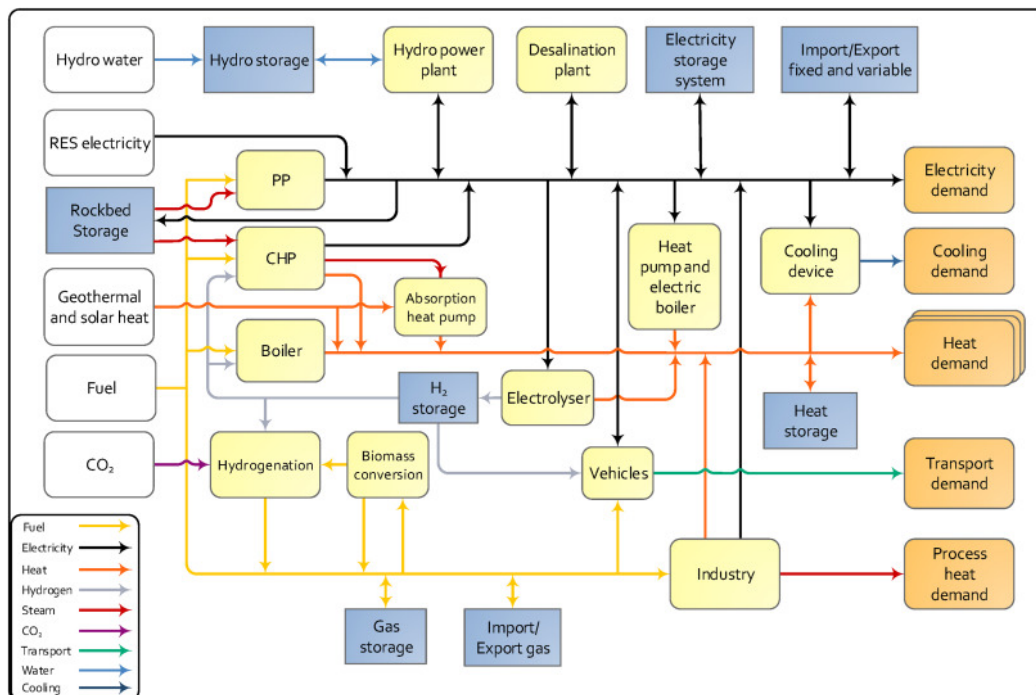 Hydro water
Hydro storage
Hydro power
plant
Desalination
plant
Electricity
storage
system
Import/Export
fixed and variable
RES electricity
PP
Electricity
demand
Rockbed
Storage
CHP
Heat
pump and
electric
boiler
Cooling
device
Cooling
demand
Geothermal
and solar heat
Absorption
heat pump
Boiler
Heat
demand
Fuel
H₂
storage
Electrolyser
Heat
storage
CO₂
Hydrogenation
Biomass
conversion
Vehicles
Transport
demand
Fuel
Electricity
Heat
Hydrogen
Steam
CO₂
Transport
Water
Cooling
Industry
Process
heat
demand
Gas
storage
Import/
Export gas